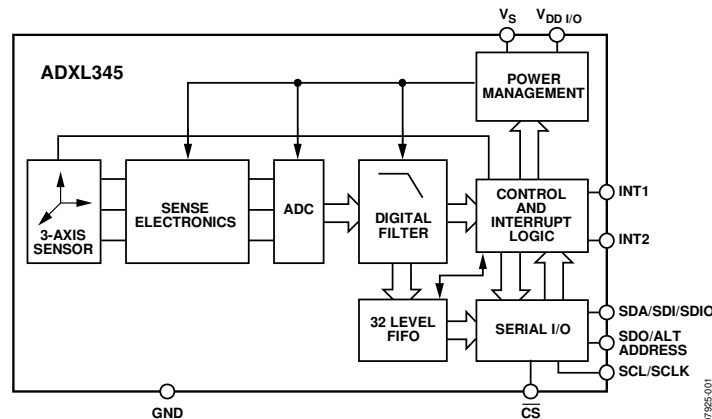 VS
VDD I/O
ADXL345
POWER
MANAGEMENT
3-AXIS
SENSOR
SENSE
ELECTRONICS
ADC
DIGITAL
FILTER
CONTROL
AND
INTERRUPT
LOGIC
INT1
INT2
32 LEVEL
FIFO
SERIAL I/O
SDA/SDI/SDIO
SDO/ALT
ADDRESS
SCL/SCLK
GND
CS
07925-001